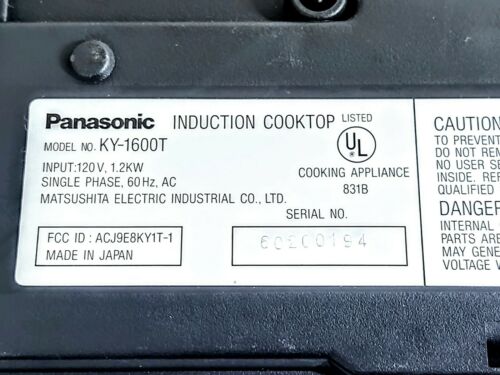 Panasonic INDUCTION COOKTOP
MODEL NO. KY-1600T
INPUT:120V, 1.2KW
SINGLE PHASE, 60Hz, AC
MATSUSHITA ELECTRIC INDUSTRIAL CO., LTD.
FCC ID : ACJ9E8KY1T-1
MADE IN JAPAN
LISTED
UL
COOKING APPLIANCE
831B
SERIAL NO.
CAUTION
TO PREVENT
DO NOT REM
NO USER SE
INSIDE. REF
QUALIFIED
DANGER
INTERNAL
PARTS ARE
MAY GENE
VOLTAGE